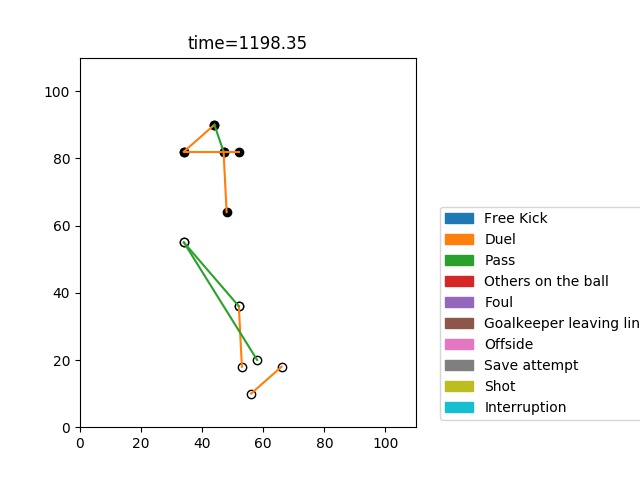 time=1198.35
100
80
60
40
20
0
0 20 40 60 80 100
Free Kick
Duel
Pass
Others on the ball
Foul
Goalkeeper leaving lin
Offside
Save attempt
Shot
Interruption